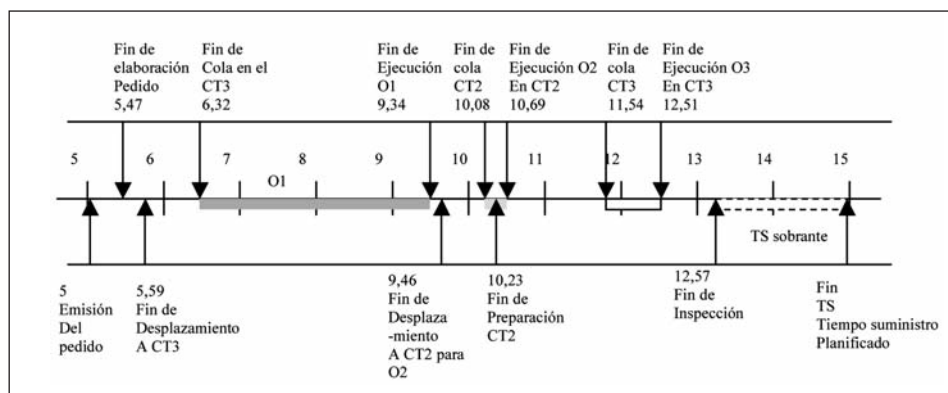 Fin de
elaboración
Pedido
5,47
Fin de
Cola en el
CT3
6,32
Fin de
Ejecución
O1
9,34
Fin de
cola
CT2
10,08
Fin de
Ejecución O2
En CT2
10,69
Fin de
cola
CT3
11,54
Fin de
Ejecución O3
En CT3
12,51
5 6 7 8 9 10 11 12 13 14 15
O1
TS sobrante
5
Emisión
Del
pedido
5,59
Fin de
Desplazamiento
A CT3
9,46
Fin de
Desplaza
-miento
A CT2 para
O2
10,23
Fin de
Preparación
CT2
12,57
Fin de
Inspección
Fin
TS
Tiempo suministro
Planificado